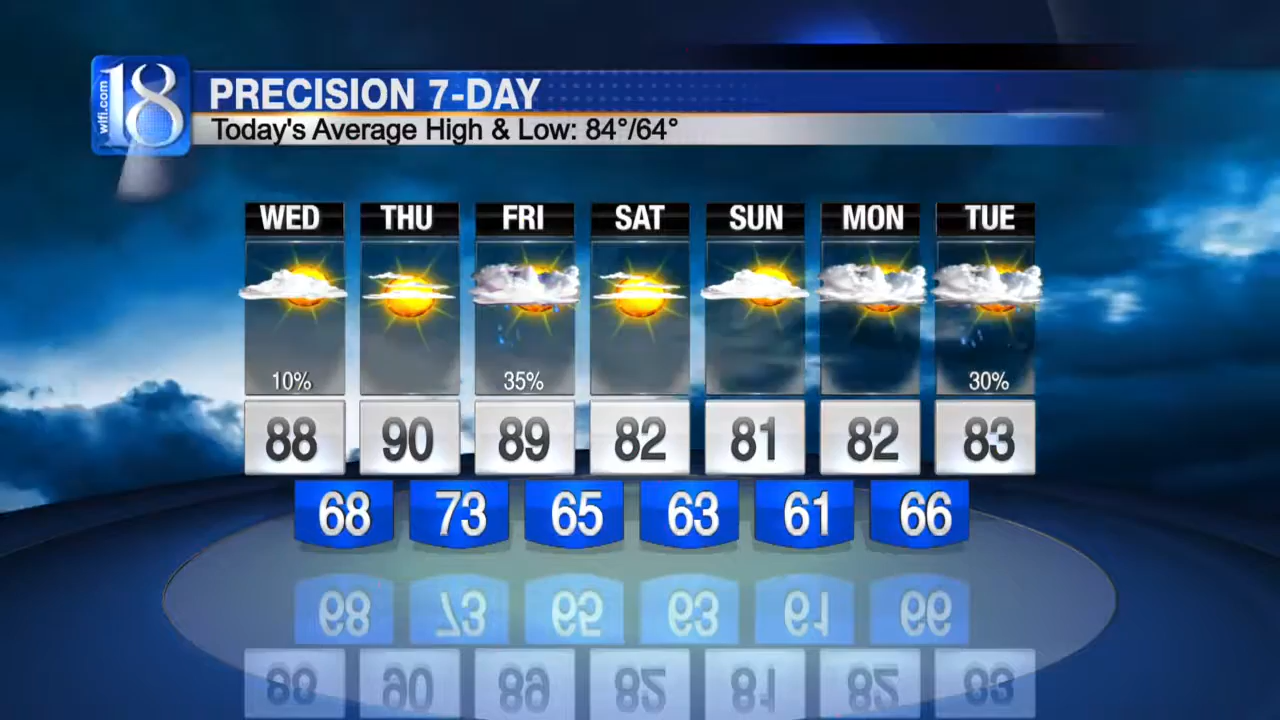 wlfi.com
18
PRECISION 7-DAY
Today's Average High & Low: 84°/64°
WED THU FRI SAT SUN MON TUE
10% 35% 30%
88 90 89 82 81 82 83
68 73 65 63 61 66